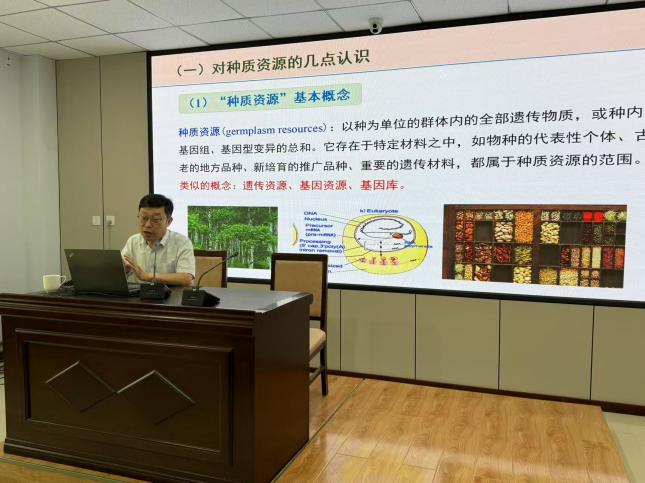 （一）对种质资源的几点认识
（1）“种质资源”基本概念
种质资源(germplasm resources)：以种为单位的群体内的全部遗传物质，或种内
基因组、基因型变异的总和。它存在于特定材料之中，如物种的代表性个体、古
老的地方品种、新培育的推广品种、重要的遗传材料，都属于种质资源的范围。
类似的概念：遗传资源、基因资源、基因库。
b) Eukaryote
DNA
Nucleus
Precursor
mRNA
(pre-mRNA)
Processing
(5' cap, 3'poly(A)
intron removal)